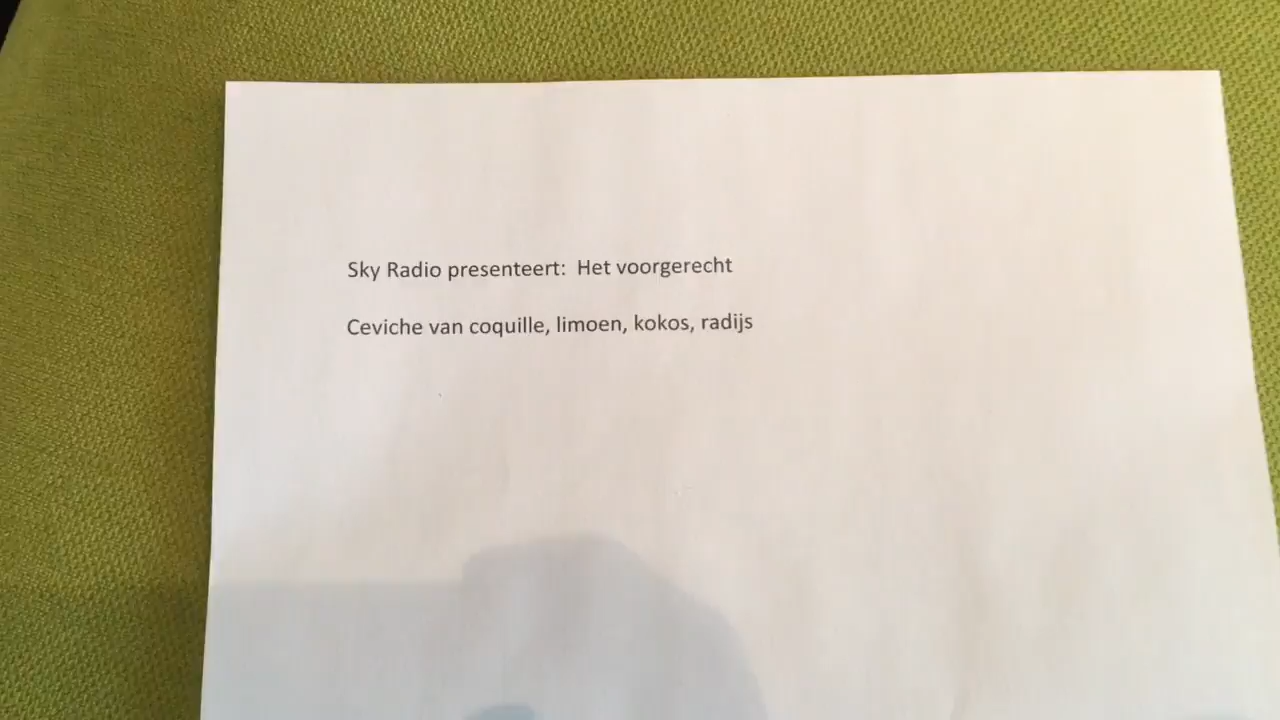 Sky Radio presenteert:  Het voorgerecht
Ceviche van coquille, limoen, kokos, radijs